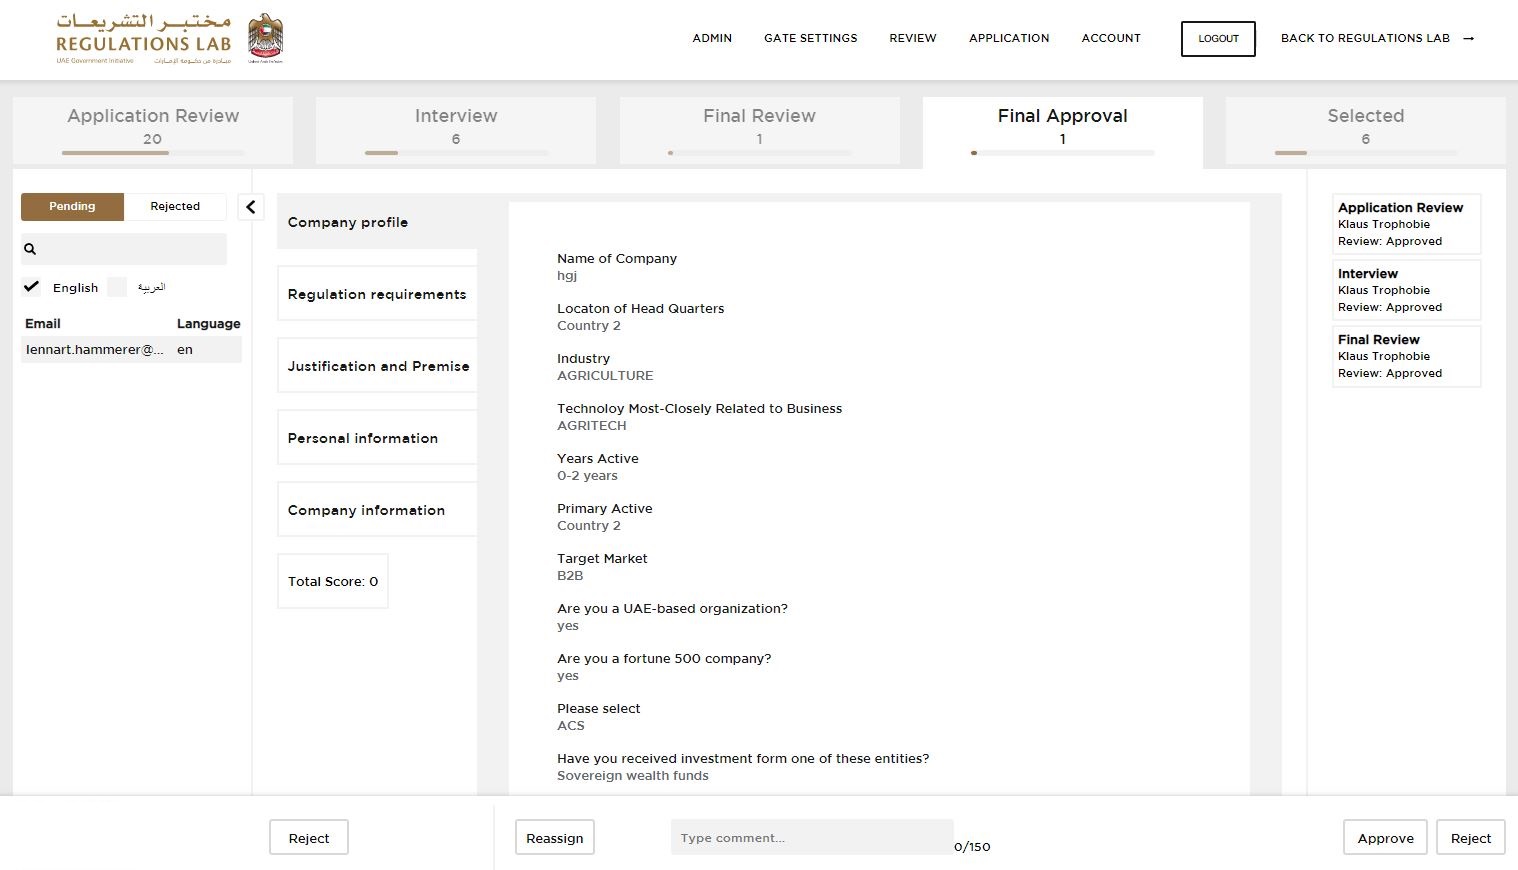 مختبر التشريعات
REGULATIONS LAB
UAE Government Initiative
مبادرة من حكومة الإمارات
ADMIN
GATE SETTINGS
REVIEW
APPLICATION
ACCOUNT
LOGOUT
BACK TO REGULATIONS LAB →
Application Review
20
Interview
6
Final Review
1
Final Approval
1
Selected
6
Pending
Rejected
English
العربية
Email Language
lennart.hammerer@... en
Company profile
Regulation requirements
Justification and Premise
Personal information
Company information
Total Score: 0
Name of Company
hgj
Locaton of Head Quarters
Country 2
Industry
AGRICULTURE
Technoloy Most-Closely Related to Business
AGRITECH
Years Active
0-2 years
Primary Active
Country 2
Target Market
B2B
Are you a UAE-based organization?
yes
Are you a fortune 500 company?
yes
Please select
ACS
Have you received investment form one of these entities?
Sovereign wealth funds
Application Review
Klaus Trophobie
Review: Approved
Interview
Klaus Trophobie
Review: Approved
Final Review
Klaus Trophobie
Review: Approved
Reject
Reassign
Type comment...
0/150
Approve
Reject